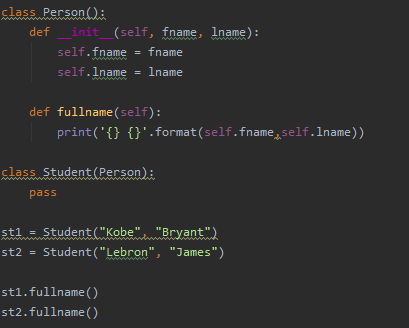 class Person():
    def __init__(self, fname, lname):
        self.fname = fname
        self.lname = lname
    def fullname(self):
        print('{} {}'.format(self.fname,self.lname))
class Student(Person):
    pass
st1 = Student("Kobe", "Bryant")
st2 = Student("Lebron", "James")
st1.fullname()
st2.fullname()